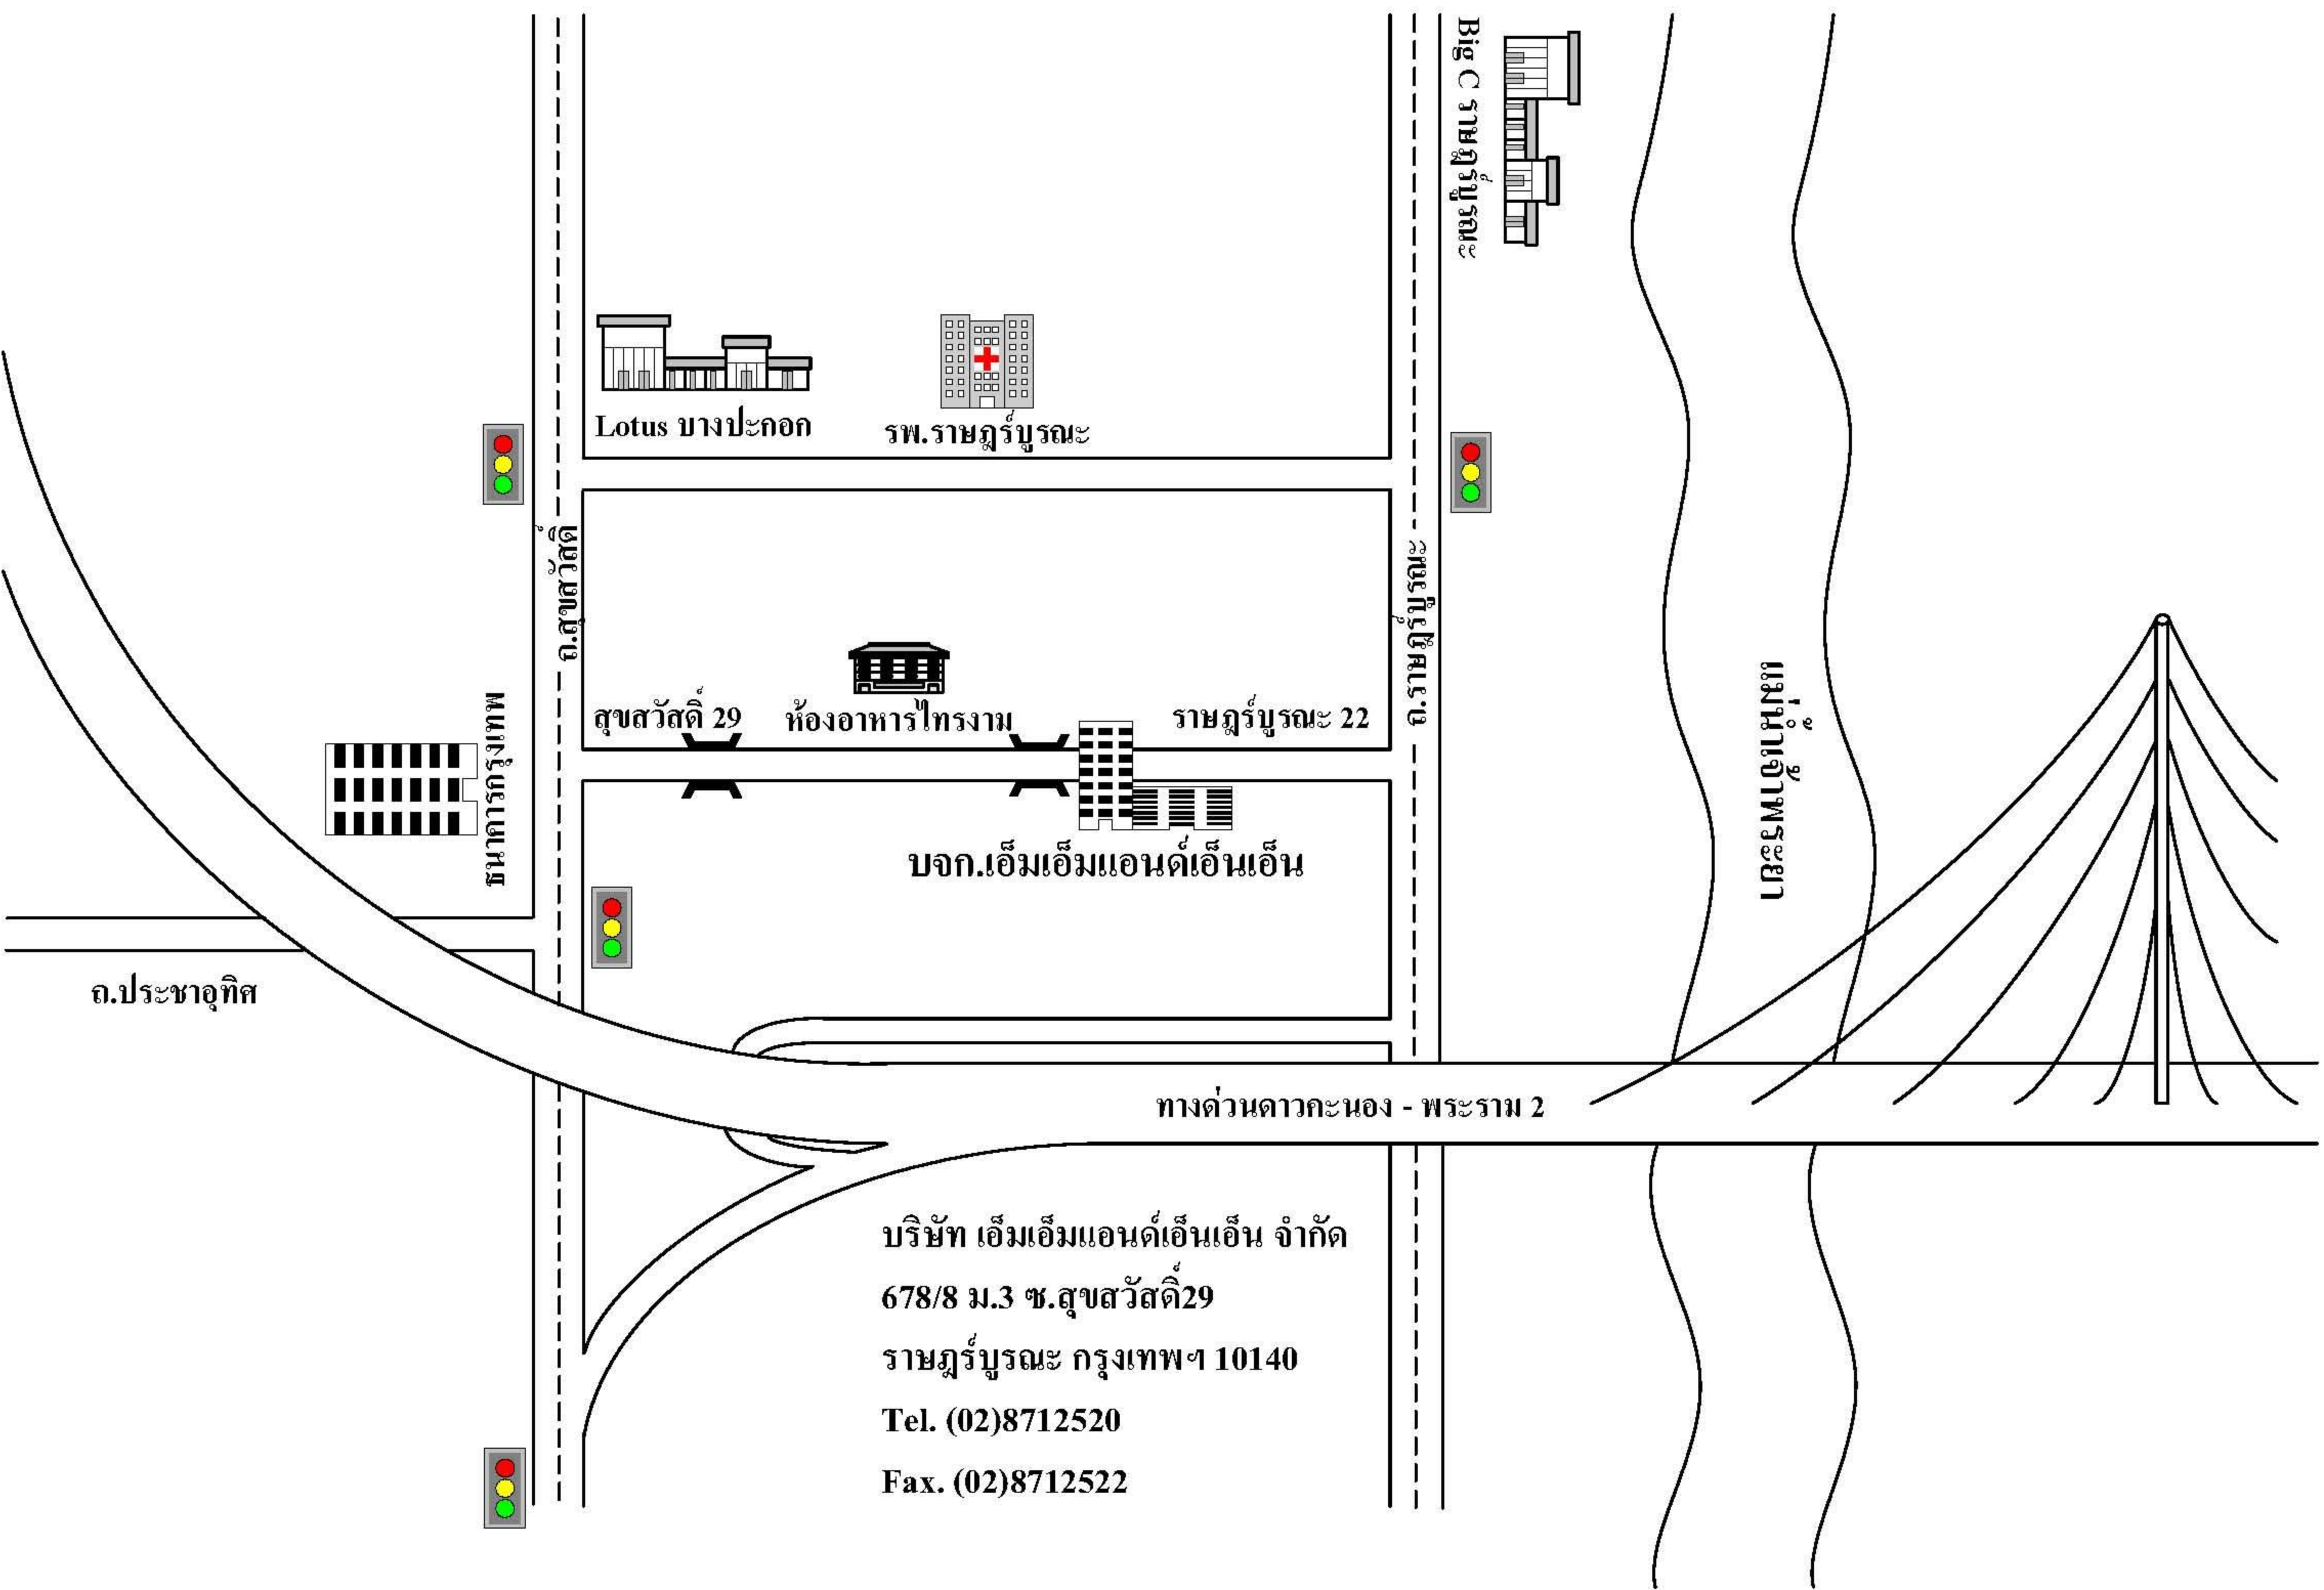 Big C ราษฎร์บูรณะ
Lotus บางปะกอก
รพ.ราษฎร์บูรณะ
ถ.สุขสวัสดิ์
ถ.ราษฎร์บูรณะ
แม่น้ำเจ้าพระยา
ธนาคารกรุงเทพ
สุขสวัสดิ์ 29
ห้องอาหารไทรงาม
ราษฎร์บูรณะ 22
บจก.เอ็มเอ็มแอนด์เอ็นเอ็น
ถ.ประชาอุทิศ
ทางด่วนดาวคะนอง - พระราม 2
บริษัท เอ็มเอ็มแอนด์เอ็นเอ็น จำกัด
678/8 ม.3 ซ.สุขสวัสดิ์29
ราษฎร์บูรณะ กรุงเทพฯ 10140
Tel. (02)8712520
Fax. (02)8712522